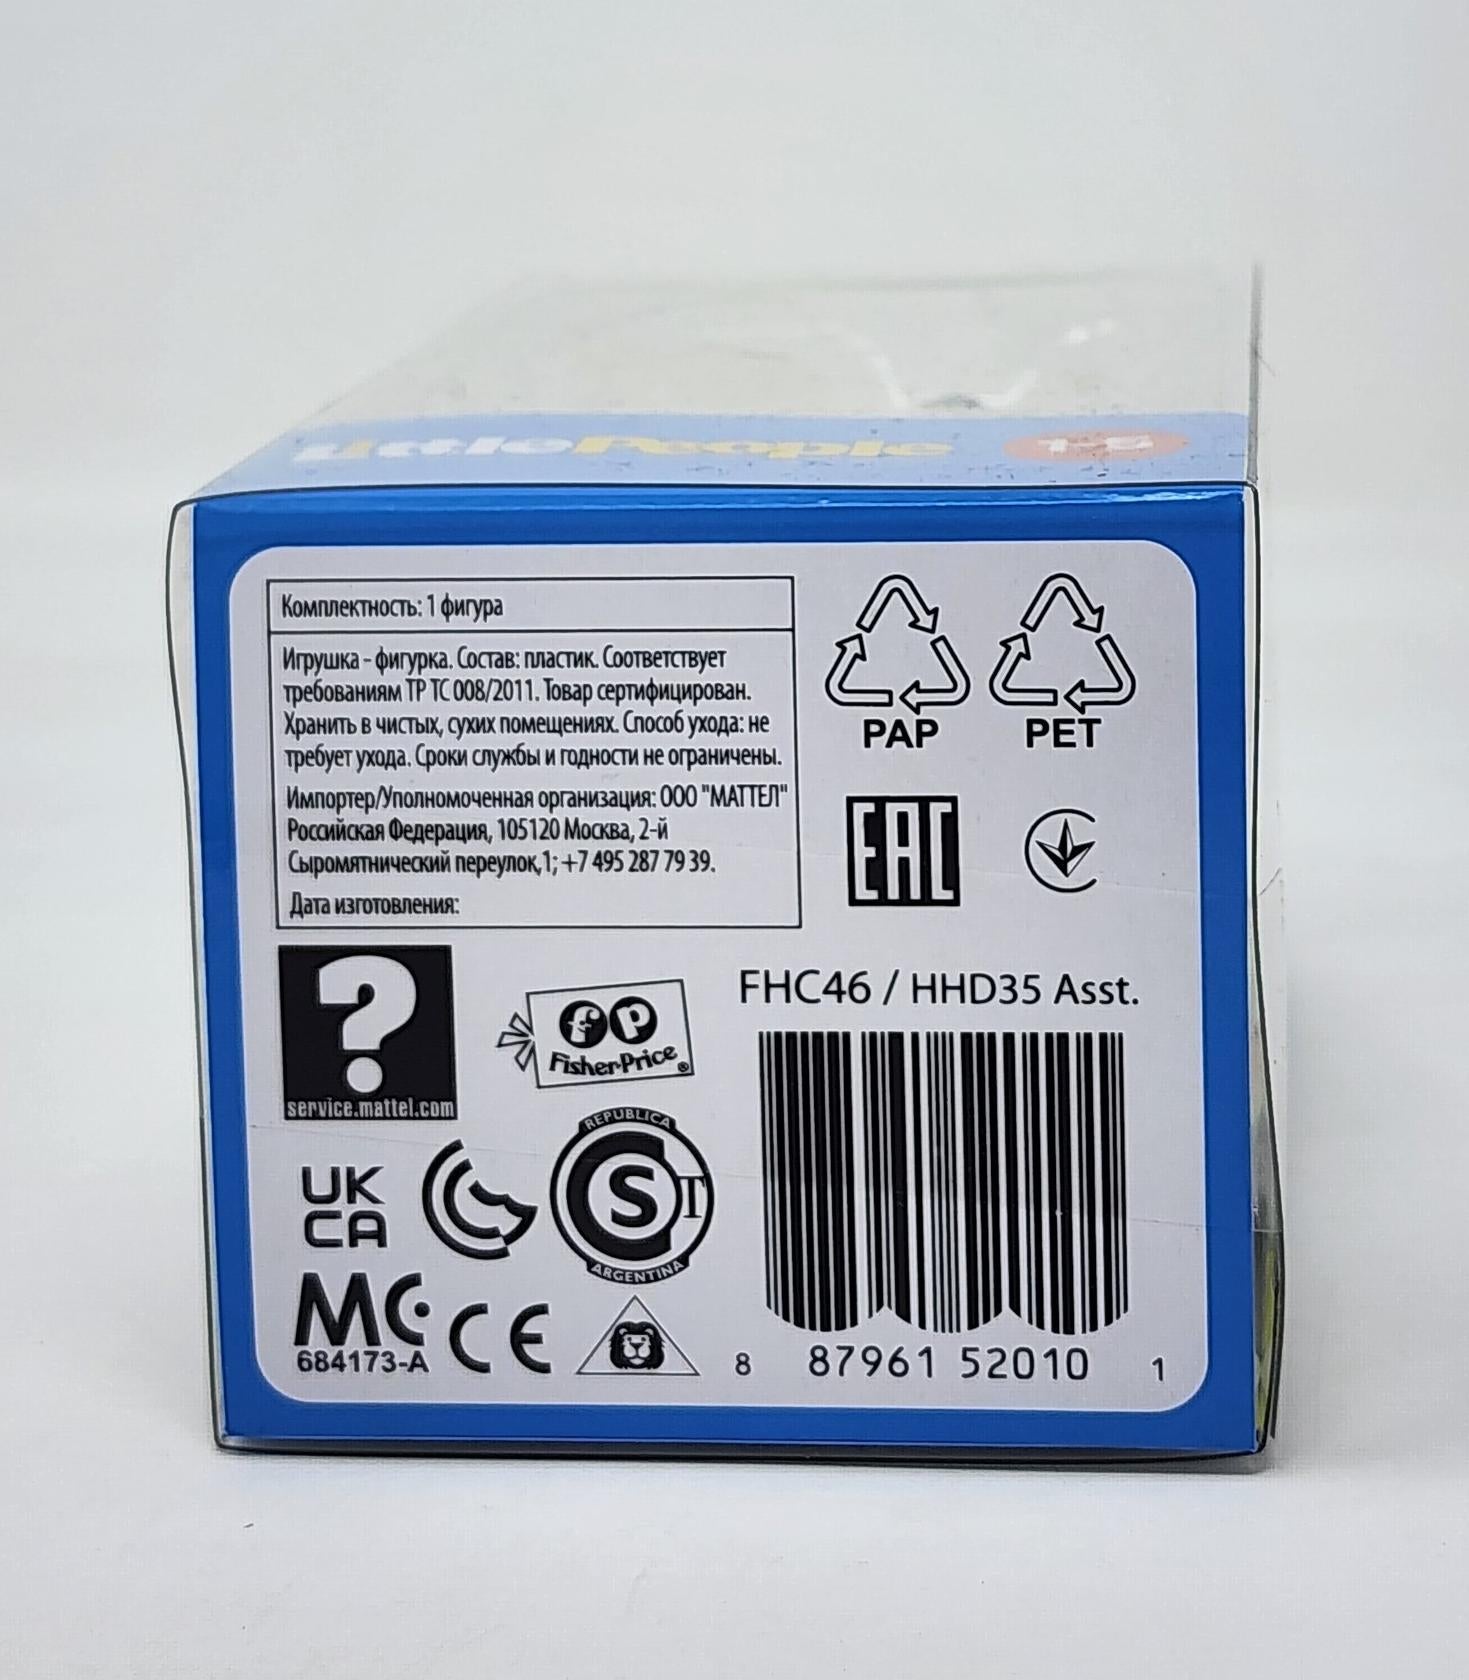 Little People
1-5
Комплектность: 1 фигура
Игрушка - фигурка. Состав: пластик. Соответствует
требованиям ТР ТС 008/2011. Товар сертифицирован.
Хранить в чистых, сухих помещениях. Способ ухода: не
требует ухода. Сроки службы и годности не ограничены.
Импортер/Уполномоченная организация: ООО "МАТТЕЛ"
Российская Федерация, 105120 Москва, 2-й
Сыромятнический переулок,1; +7 495 287 79 39.
Дата изготовления:
PAP
PET
EAC
?
service.mattel.com
fp
Fisher-Price®
FHC46 / HHD35 Asst.
UK
CA
REPUBLICA
S
T
ARGENTINA
MC
684173-A
CE
8 87961 52010 1